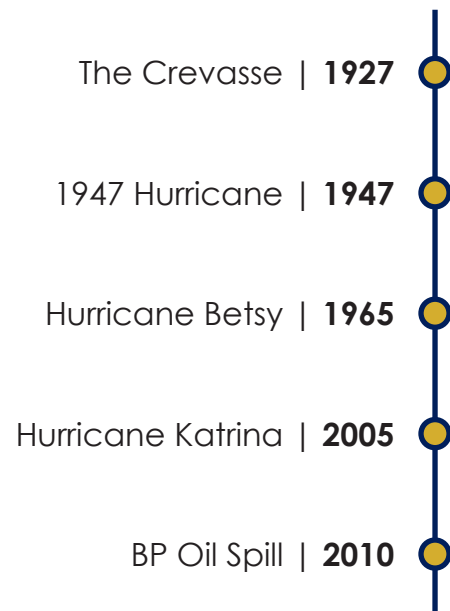 The Crevasse | 1927
1947 Hurricane | 1947
Hurricane Betsy | 1965
Hurricane Katrina | 2005
BP Oil Spill | 2010